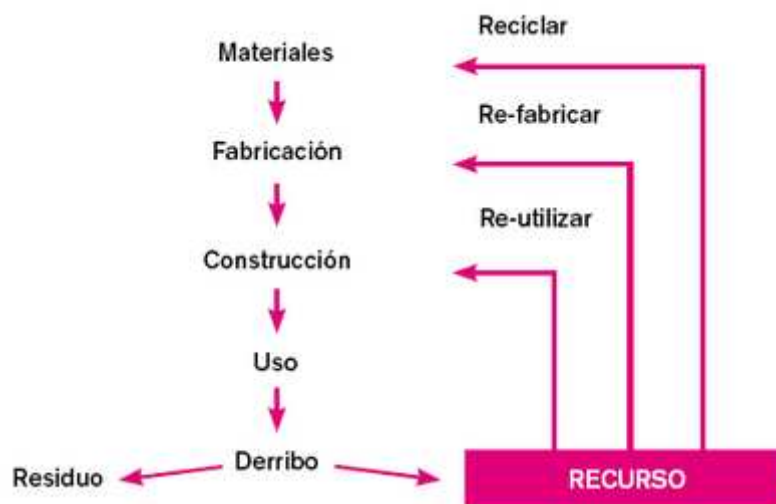 Reciclar
Materiales
Re-fabricar
Fabricación
Re-utilizar
Construcción
Uso
Derribo
Residuo
RECURSO